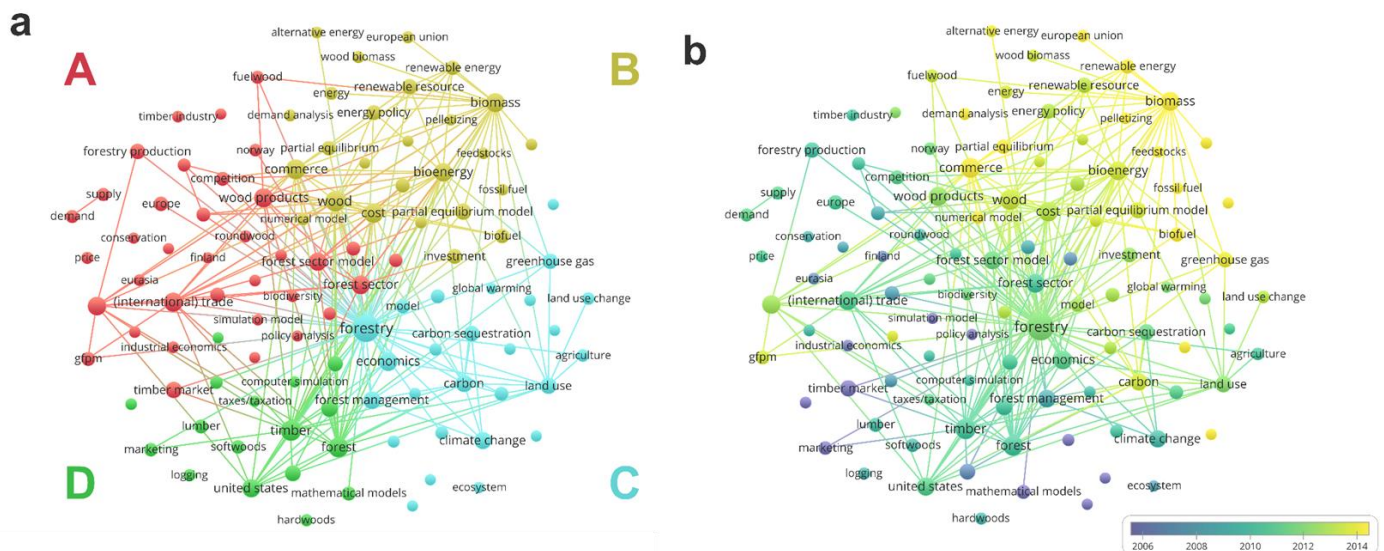 a
A
B
alternative energy
european union
wood biomass
renewable energy
fuelwood
renewable resource
energy
biomass
timber industry
demand analysis
energy policy
pelletizing
forestry production
norway
partial equilibrium
feedstocks
commerce
bioenergy
competition
supply
wood products
wood
fossil fuel
europe
demand
numerical model
cost
partial equilibrium model
conservation
roundwood
biofuel
price
finland
forest sector model
investment
greenhouse gas
eurasia
forest sector
global warming
(international) trade
biodiversity
model
land use change
simulation model
forestry
policy analysis
carbon sequestration
industrial economics
gfpm
economics
agriculture
computer simulation
carbon
land use
timber market
taxes/taxation
forest management
lumber
timber
marketing
softwoods
forest
climate change
logging
D
C
united states
mathematical models
ecosystem
hardwoods
b
alternative energy
european union
wood biomass
renewable energy
fuelwood
renewable resource
energy
biomass
timber industry
demand analysis
energy policy
pelletizing
forestry production
norway
partial equilibrium
feedstocks
commerce
bioenergy
competition
supply
wood products
wood
fossil fuel
europe
demand
numerical model
cost
partial equilibrium model
conservation
roundwood
biofuel
price
finland
forest sector model
investment
greenhouse gas
eurasia
forest sector
global warming
(international) trade
biodiversity
model
land use change
simulation model
forestry
policy analysis
carbon sequestration
industrial economics
gfpm
economics
agriculture
computer simulation
carbon
land use
timber market
taxes/taxation
forest management
lumber
timber
marketing
softwoods
forest
climate change
logging
united states
mathematical models
ecosystem
hardwoods
2006 2008 2010 2012 2014